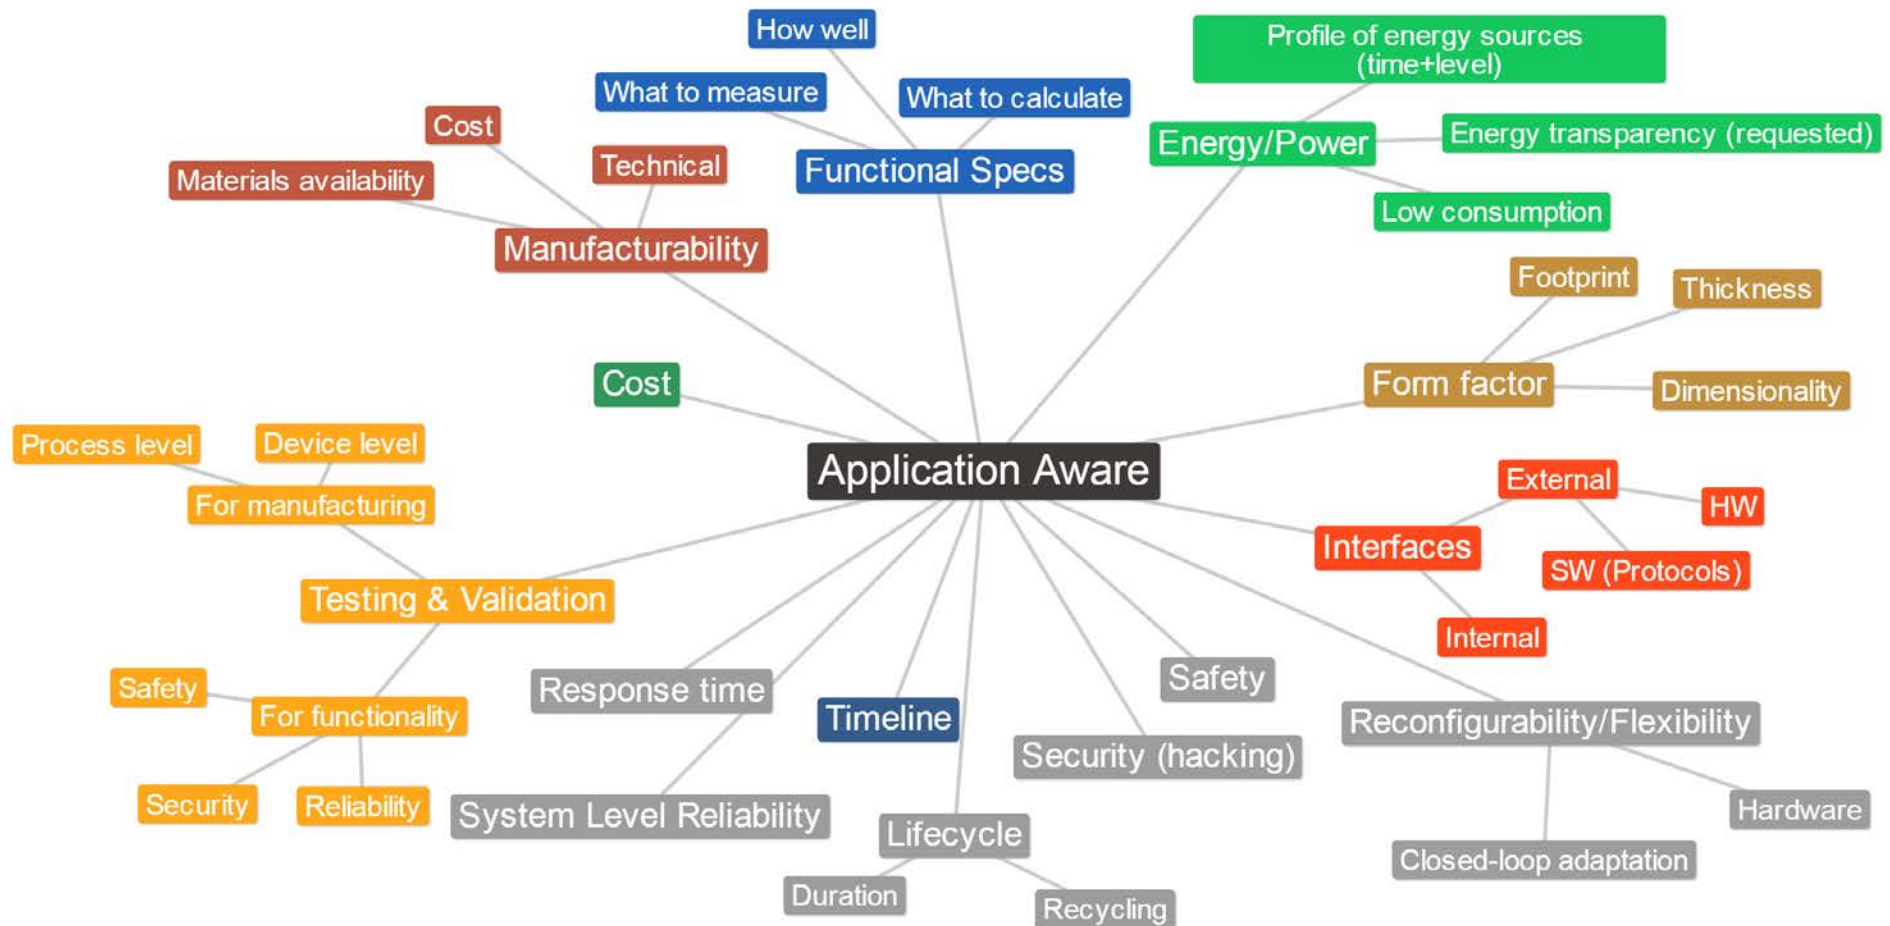 How well
Profile of energy sources
(time+level)
What to measure
What to calculate
Cost
Energy/Power
Energy transparency (requested)
Technical
Materials availability
Functional Specs
Low consumption
Manufacturability
Footprint
Thickness
Cost
Form factor
Dimensionality
Process level
Device level
Application Aware
External
For manufacturing
HW
Interfaces
SW (Protocols)
Testing & Validation
Internal
Safety
Response time
Safety
For functionality
Timeline
Reconfigurability/Flexibility
Security (hacking)
Security
Reliability
System Level Reliability
Hardware
Lifecycle
Closed-loop adaptation
Duration
Recycling